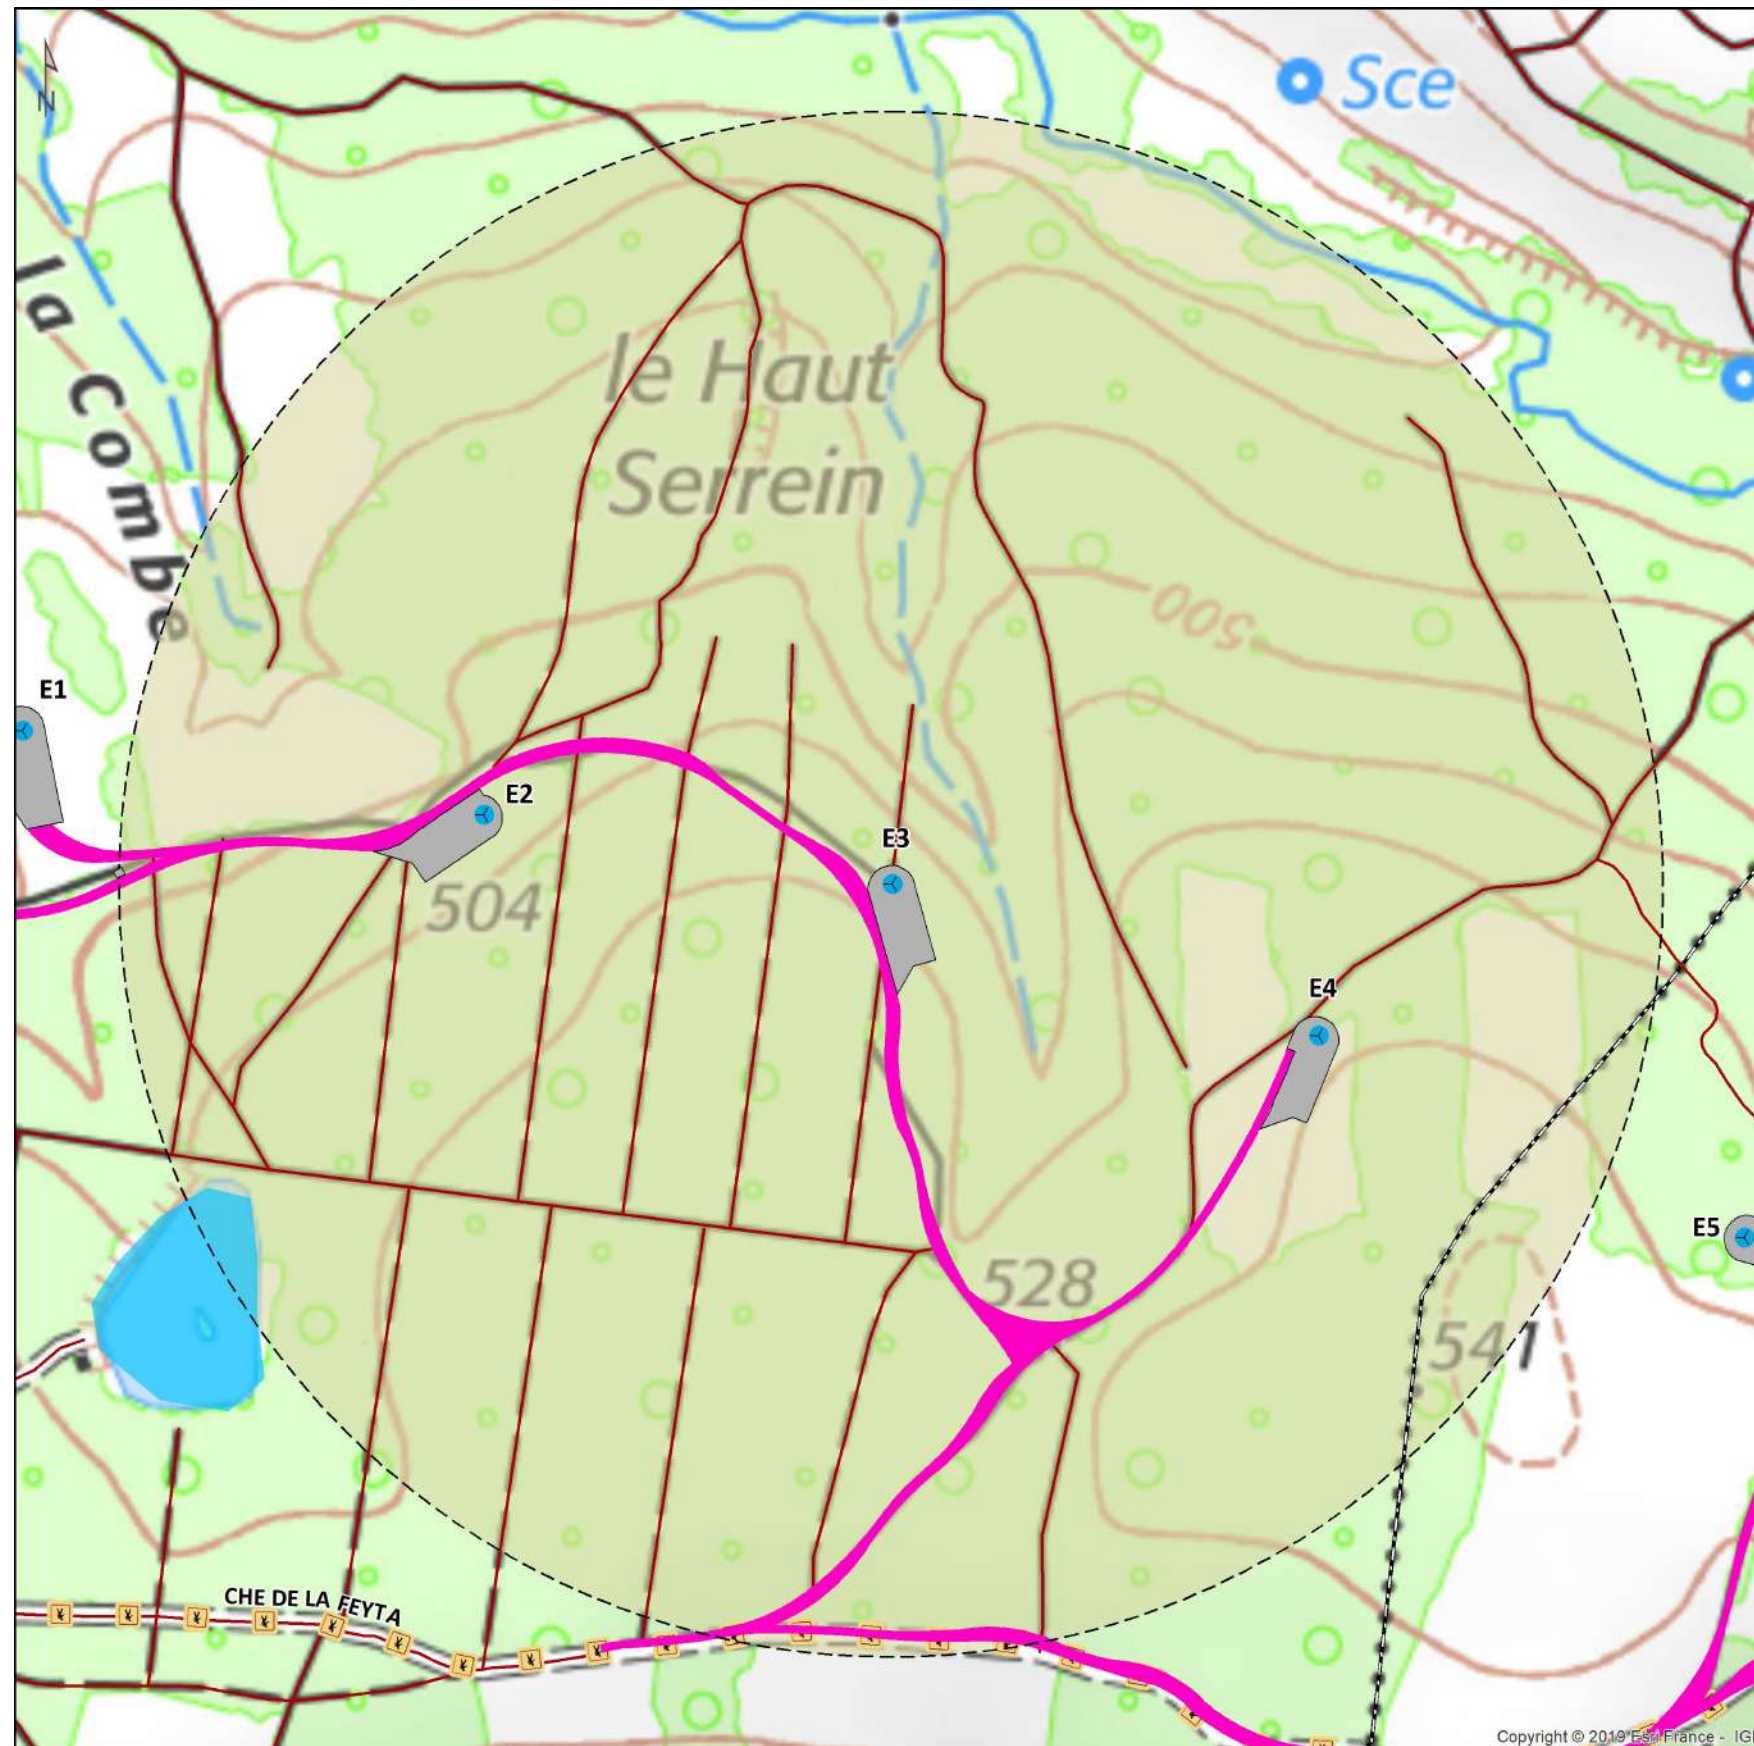 N
Sce
la Combe
le Haut
Serrein
500
E1
E2
E3
504
E4
E5
528
541
CHE DE LA FEYTA
Copyright © 2019 Esri France - IG